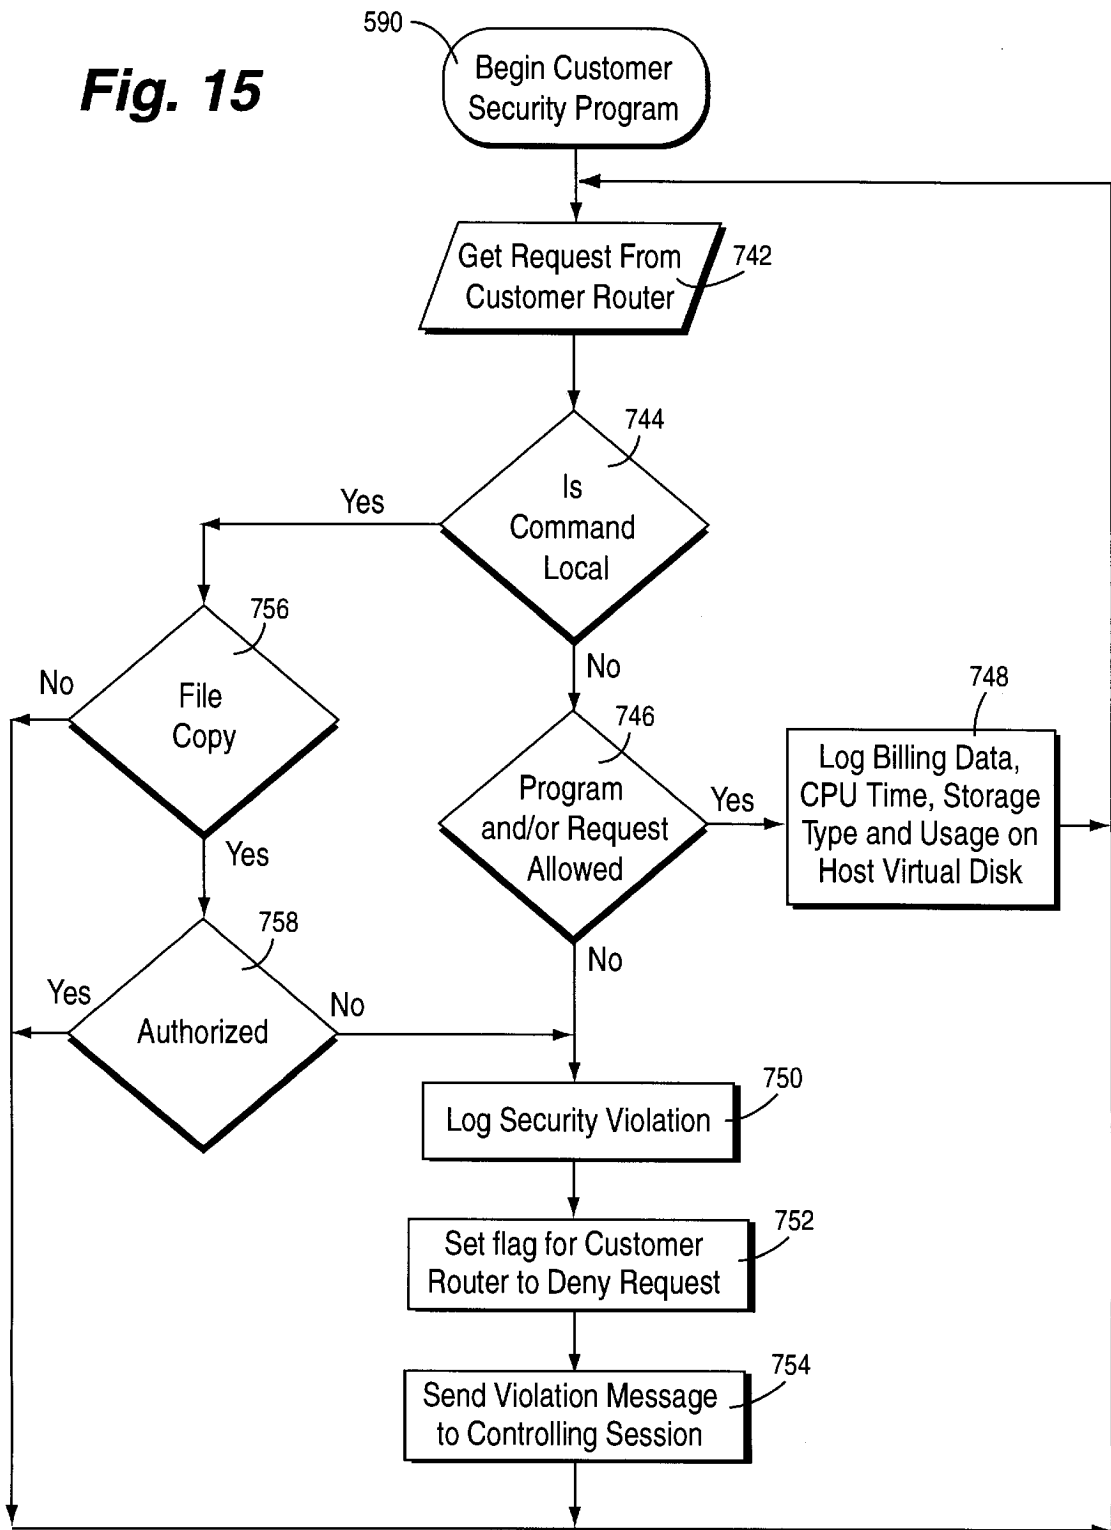 Fig. 15
590
Begin Customer
Security Program
Get Request From
Customer Router
742
744
Is
Command
Local
Yes
No
756
File
Copy
No
Yes
746
Program
and/or Request
Allowed
Yes
No
748
Log Billing Data,
CPU Time, Storage
Type and Usage on
Host Virtual Disk
758
Authorized
Yes
No
750
Log Security Violation
752
Set flag for Customer
Router to Deny Request
754
Send Violation Message
to Controlling Session